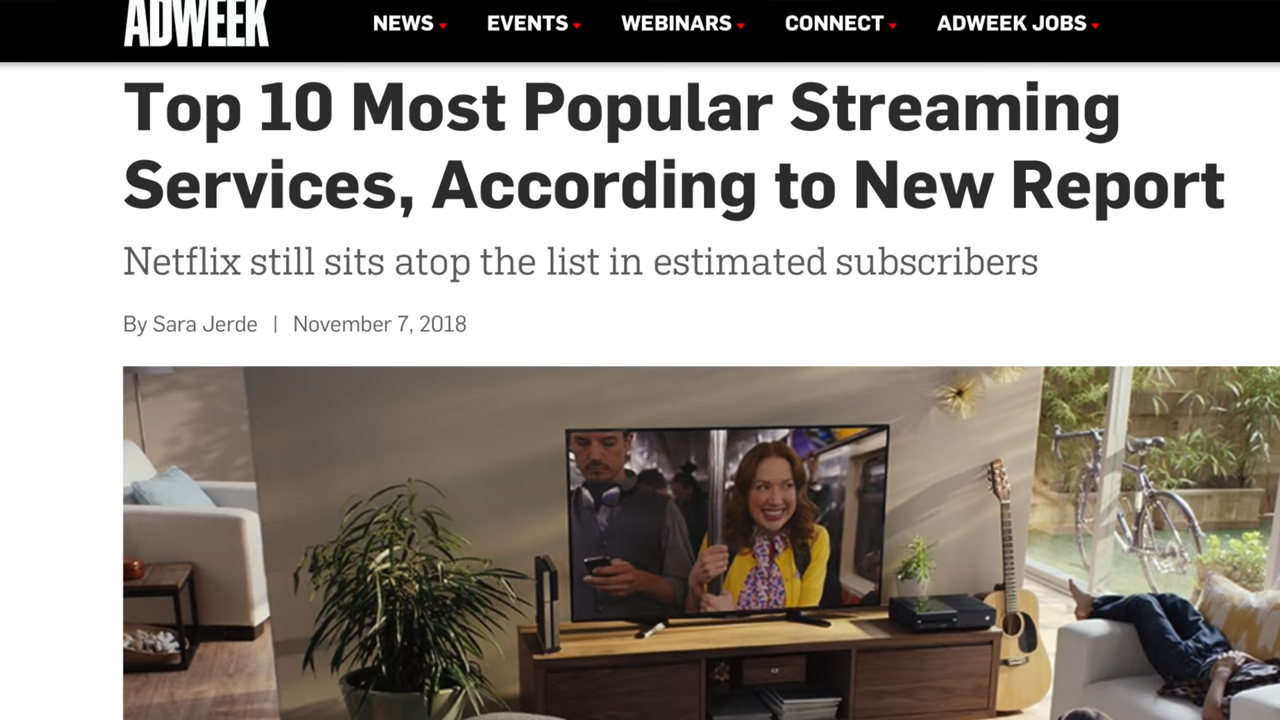 ADWEEK
NEWS EVENTS WEBINARS CONNECT ADWEEK JOBS
Top 10 Most Popular Streaming
Services, According to New Report
Netflix still sits atop the list in estimated subscribers
By Sara Jerde | November 7, 2018